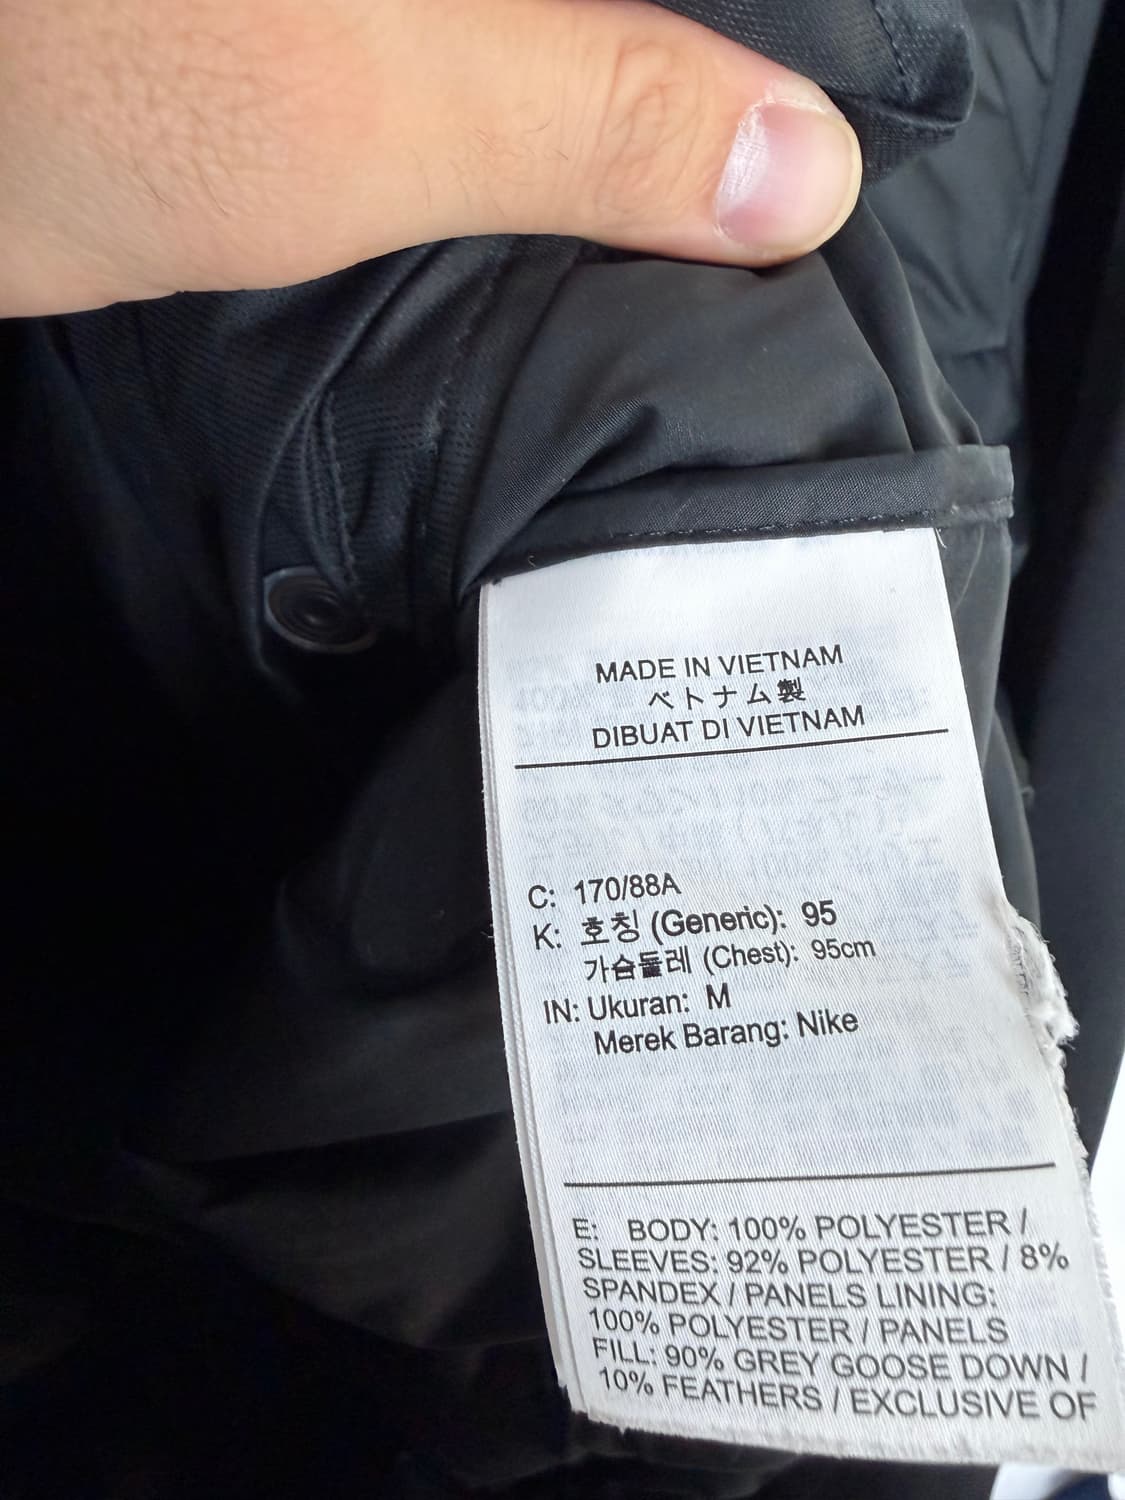 MADE IN VIETNAM
ベトナム製
DIBUAT DI VIETNAM
C: 170/88A
K: 호칭 (Generic): 95
가슴둘레 (Chest): 95cm
IN: Ukuran: M
Merek Barang: Nike
E: BODY: 100% POLYESTER /
SLEEVES: 92% POLYESTER / 8%
SPANDEX / PANELS LINING:
100% POLYESTER / PANELS
FILL: 90% GREY GOOSE DOWN /
10% FEATHERS / EXCLUSIVE OF